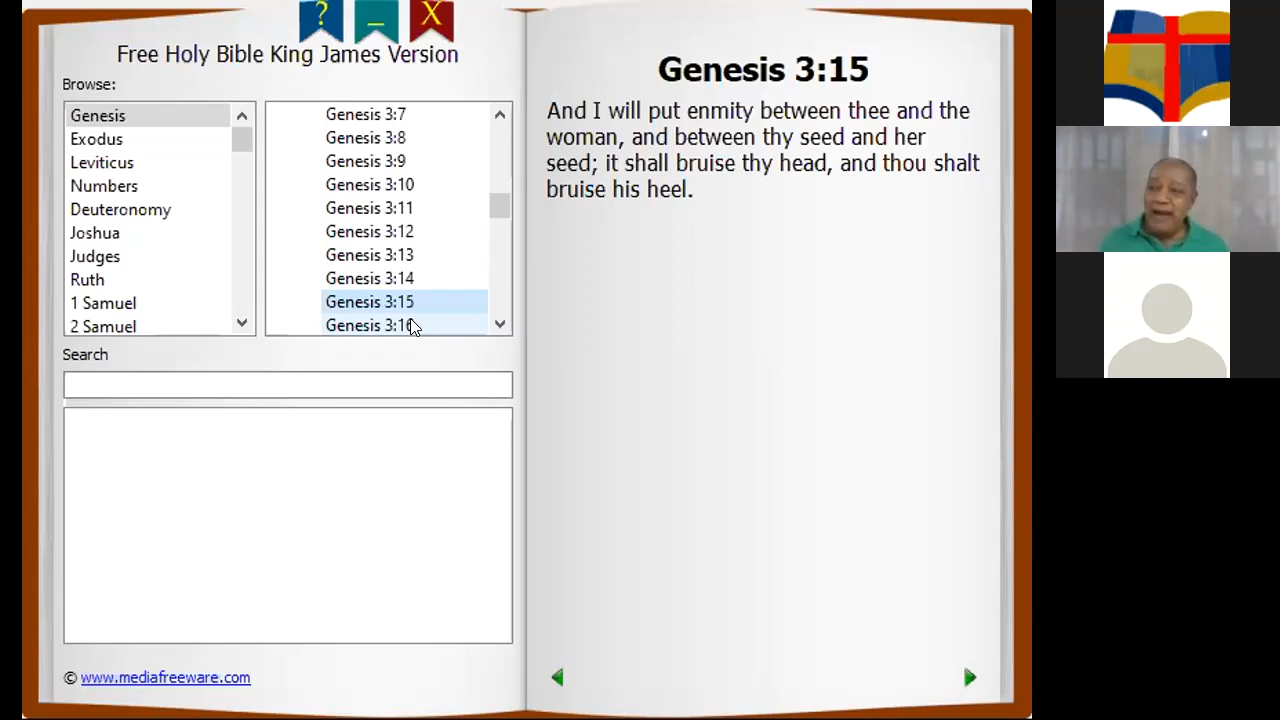 ?
_
X
Free Holy Bible King James Version
Browse:
Genesis
Exodus
Leviticus
Numbers
Deuteronomy
Joshua
Judges
Ruth
1 Samuel
2 Samuel
Genesis 3:7
Genesis 3:8
Genesis 3:9
Genesis 3:10
Genesis 3:11
Genesis 3:12
Genesis 3:13
Genesis 3:14
Genesis 3:15
Genesis 3:16
Search
© www.mediafreeware.com
Genesis 3:15
And I will put enmity between thee and the
woman, and between thy seed and her
seed; it shall bruise thy head, and thou shalt
bruise his heel.